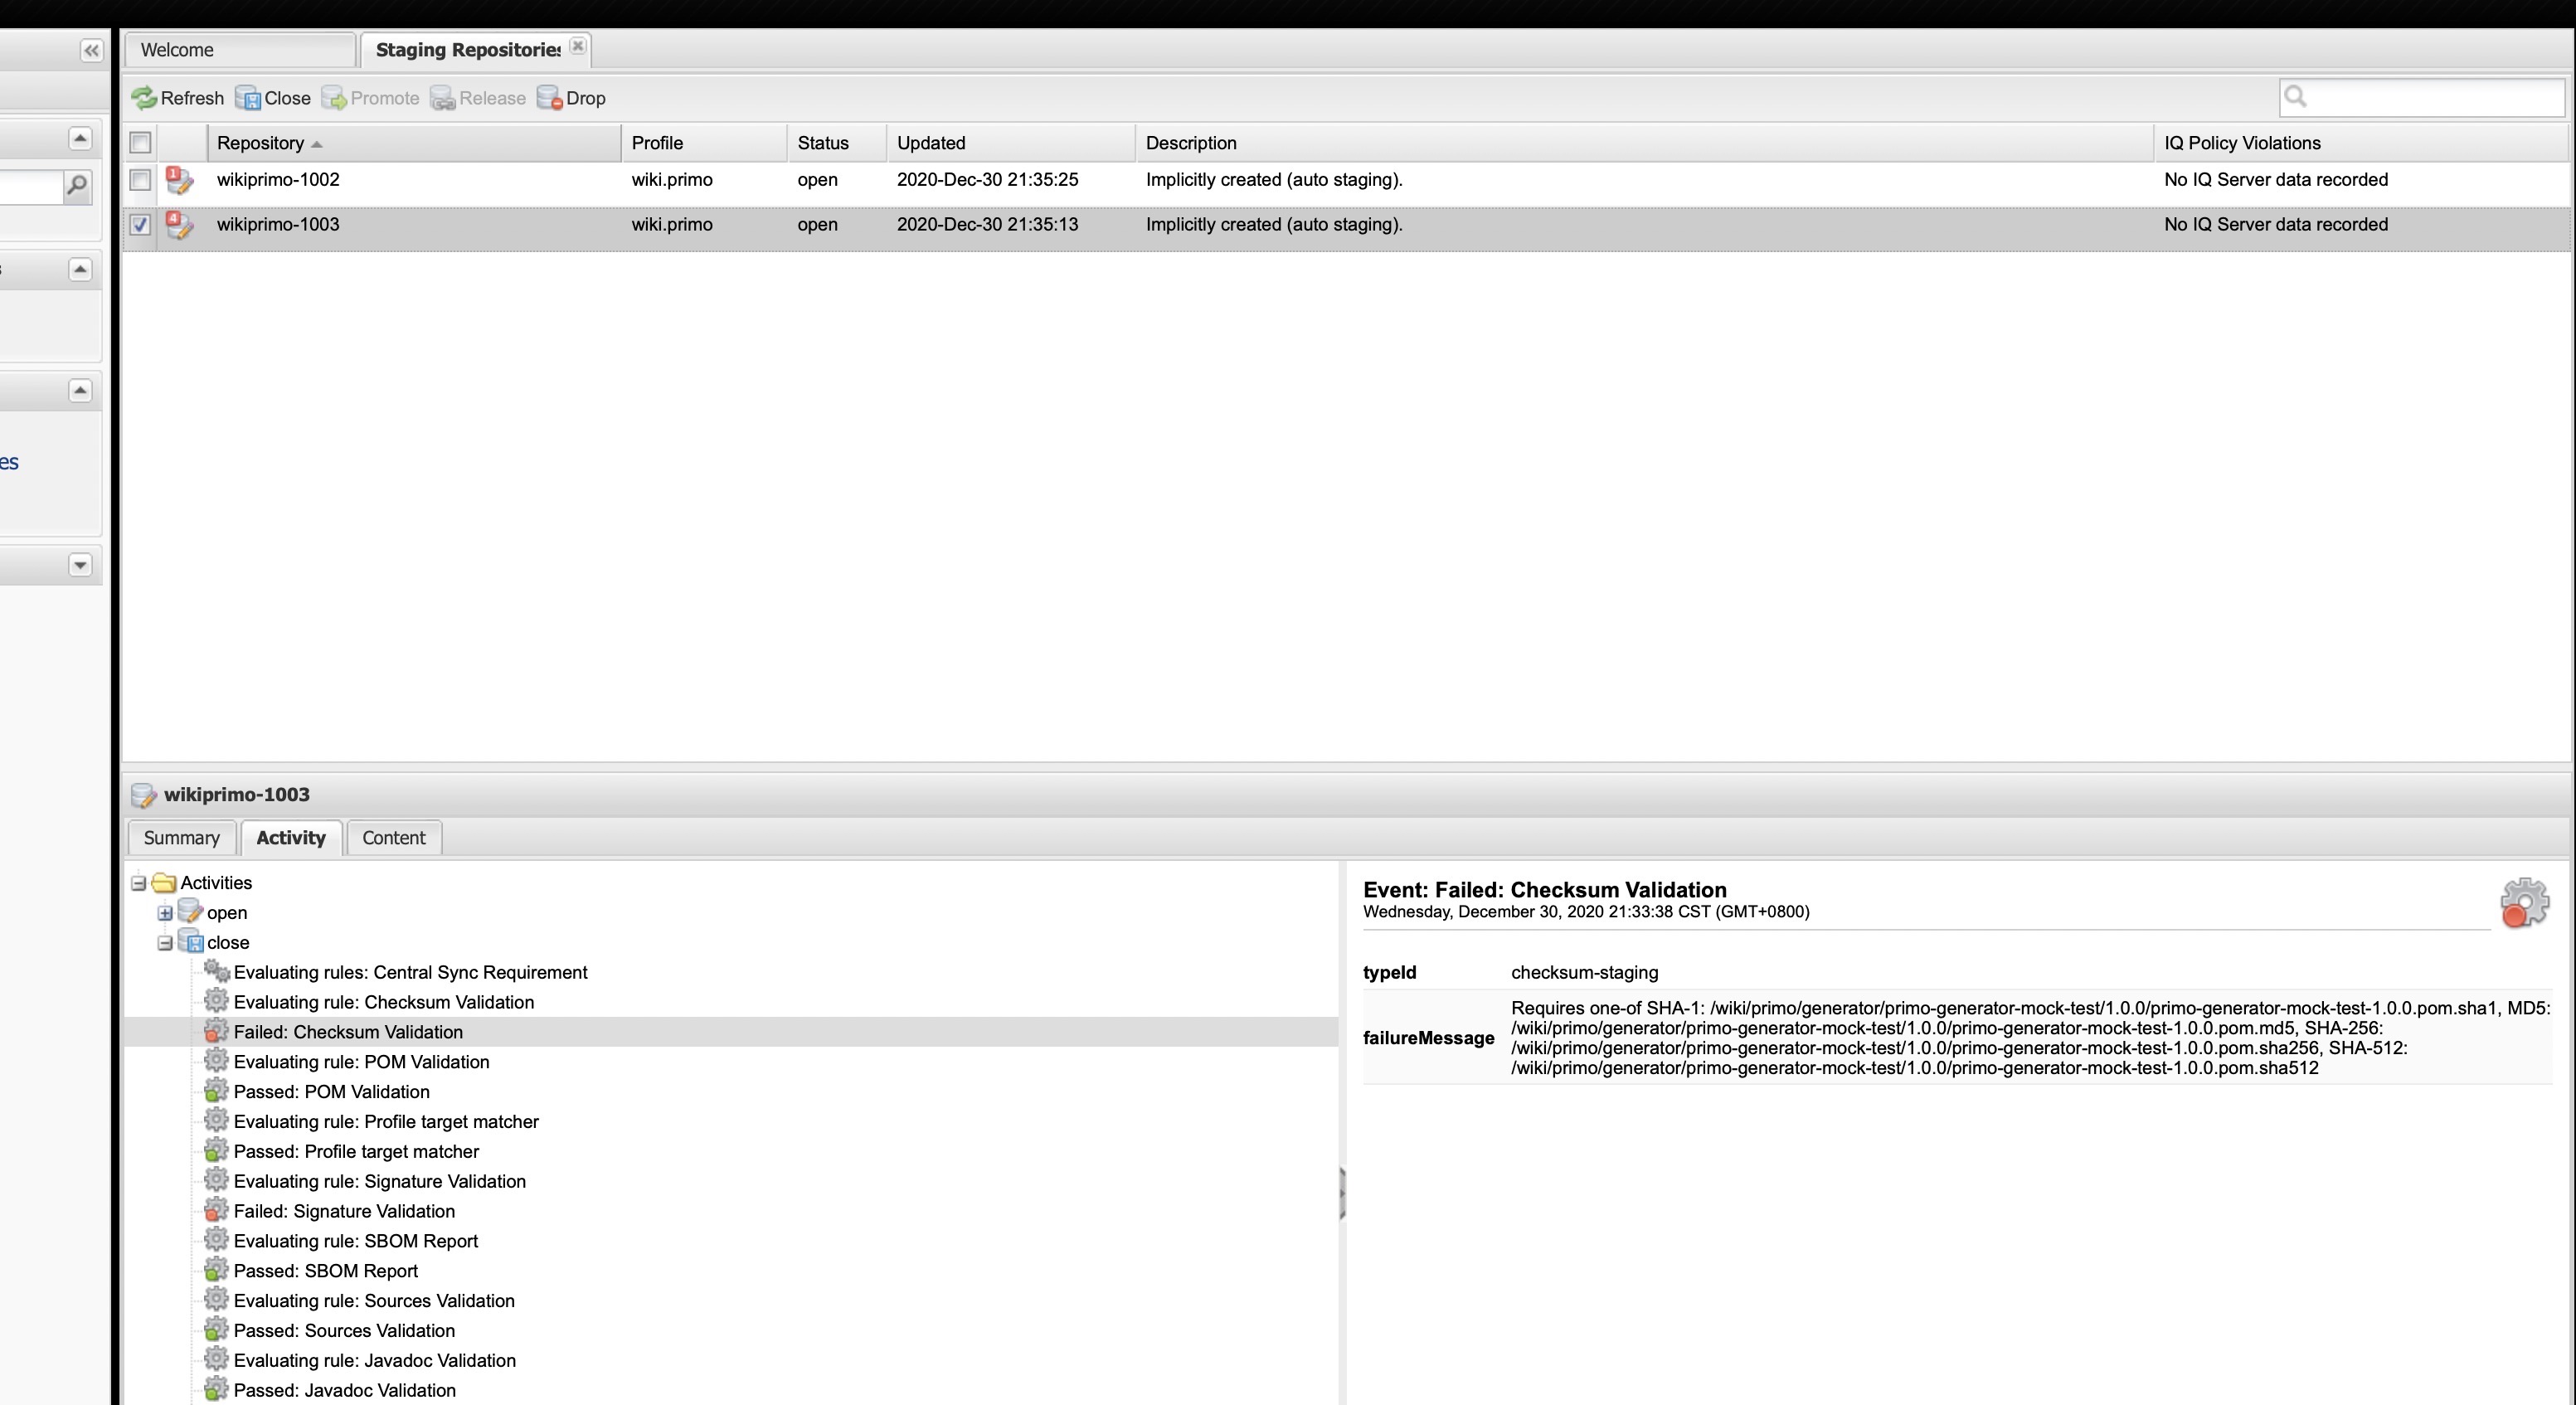 Welcome
Staging Repositories
Refresh Close Promote Release Drop
Repository Profile Status Updated Description IQ Policy Violations
1
wikiprimo-1002 wiki.primo open 2020-Dec-30 21:35:25 Implicitly created (auto staging). No IQ Server data recorded
4
wikiprimo-1003 wiki.primo open 2020-Dec-30 21:35:13 Implicitly created (auto staging). No IQ Server data recorded
s
es
wikiprimo-1003
Summary Activity Content
Activities
open
close
Evaluating rules: Central Sync Requirement
Evaluating rule: Checksum Validation
Failed: Checksum Validation
Evaluating rule: POM Validation
Passed: POM Validation
Evaluating rule: Profile target matcher
Passed: Profile target matcher
Evaluating rule: Signature Validation
Failed: Signature Validation
Evaluating rule: SBOM Report
Passed: SBOM Report
Evaluating rule: Sources Validation
Passed: Sources Validation
Evaluating rule: Javadoc Validation
Passed: Javadoc Validation
Event: Failed: Checksum Validation
Wednesday, December 30, 2020 21:33:38 CST (GMT+0800)
typeId checksum-staging
failureMessage
Requires one-of SHA-1: /wiki/primo/generator/primo-generator-mock-test/1.0.0/primo-generator-mock-test-1.0.0.pom.sha1, MD5:
/wiki/primo/generator/primo-generator-mock-test/1.0.0/primo-generator-mock-test-1.0.0.pom.md5, SHA-256:
/wiki/primo/generator/primo-generator-mock-test/1.0.0/primo-generator-mock-test-1.0.0.pom.sha256, SHA-512:
/wiki/primo/generator/primo-generator-mock-test/1.0.0/primo-generator-mock-test-1.0.0.pom.sha512